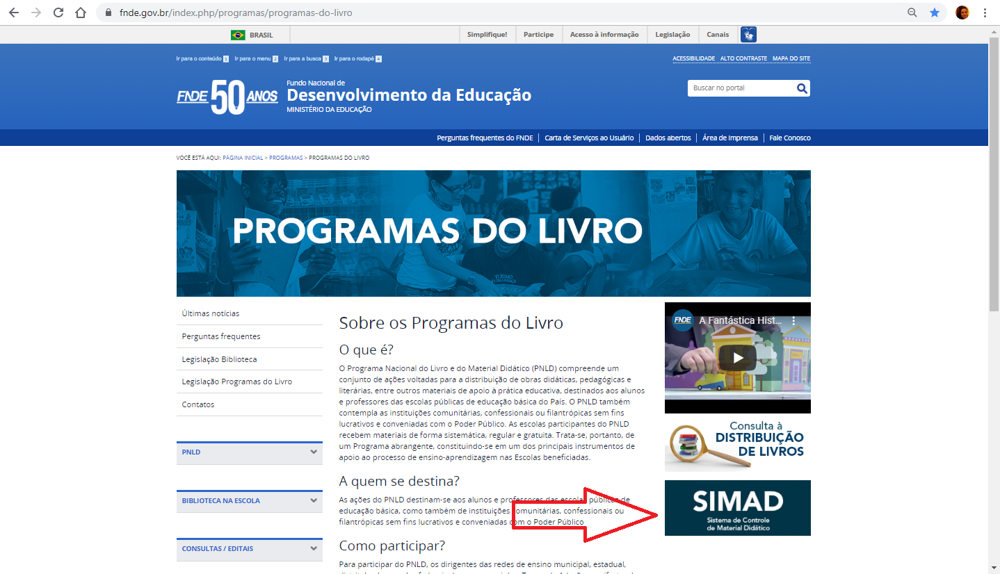 fnde.gov.br/index.php/programas/programas-do-livro
BRASIL
Simplifique!
Participe
Acesso à informação
Legislação
Canais
Ir para o conteúdo 1
Ir para o menu 2
Ir para a busca 3
Ir para o rodapé 4
ACESSIBILIDADE
ALTO CONTRASTE
MAPA DO SITE
FNDE 50 ANOS
Fundo Nacional de
Desenvolvimento da Educação
MINISTÉRIO DA EDUCAÇÃO
Buscar no portal
Perguntas frequentes do FNDE
Carta de Serviços ao Usuário
Dados abertos
Área de Imprensa
Fale Conosco
VOCÊ ESTÁ AQUI: PÁGINA INICIAL > PROGRAMAS > PROGRAMAS DO LIVRO
PROGRAMAS DO LIVRO
Últimas notícias
Perguntas frequentes
Legislação Biblioteca
Legislação Programas do Livro
Contatos
PNLD
BIBLIOTECA NA ESCOLA
CONSULTAS / EDITAIS
Sobre os Programas do Livro
O que é?
O Programa Nacional do Livro e do Material Didático (PNLD) compreende um
conjunto de ações voltadas para a distribuição de obras didáticas, pedagógicas e
literárias, entre outros materiais de apoio à prática educativa, destinados aos alunos
e professores das escolas públicas de educação básica do País. O PNLD também
contempla as instituições comunitárias, confessionais ou filantrópicas sem fins
lucrativos e conveniadas com o Poder Público. As escolas participantes do PNLD
recebem materiais de forma sistemática, regular e gratuita. Trata-se, portanto, de
um Programa abrangente, constituindo-se em um dos principais instrumentos de
apoio ao processo de ensino-aprendizagem nas Escolas beneficiadas.
A quem se destina?
As ações do PNLD destinam-se aos alunos e professores das escolas públicas de
educação básica, como também de instituições comunitárias, confessionais ou
filantrópicas sem fins lucrativos e conveniadas com o Poder Público
Como participar?
Para participar do PNLD, os dirigentes das redes de ensino municipal, estadual,
FNDE
A Fantástica Hist...
Consulta à
DISTRIBUIÇÃO
DE LIVROS
SIMAD
Sistema de Controle
de Material Didático